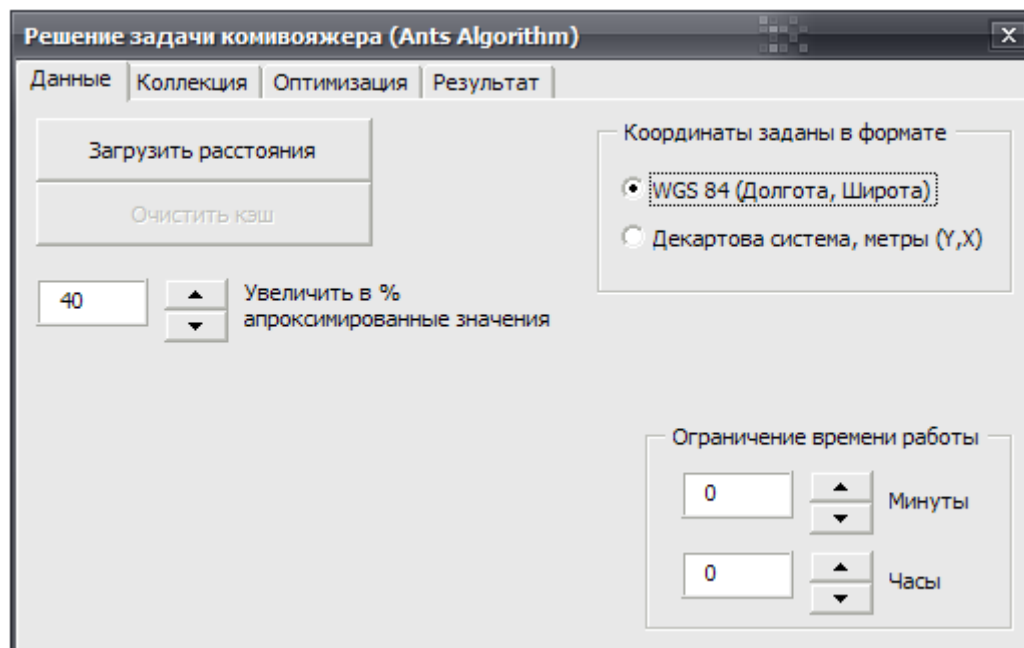 Решение задачи комивояжера (Ants Algorithm)
Данные
Коллекция
Оптимизация
Результат
Загрузить расстояния
Очистить кэш
40
Увеличить в %
апроксимированные значения
Координаты заданы в формате
WGS 84 (Долгота, Широта)
Декартова система, метры (Y,X)
Ограничение времени работы
0
Минуты
0
Часы